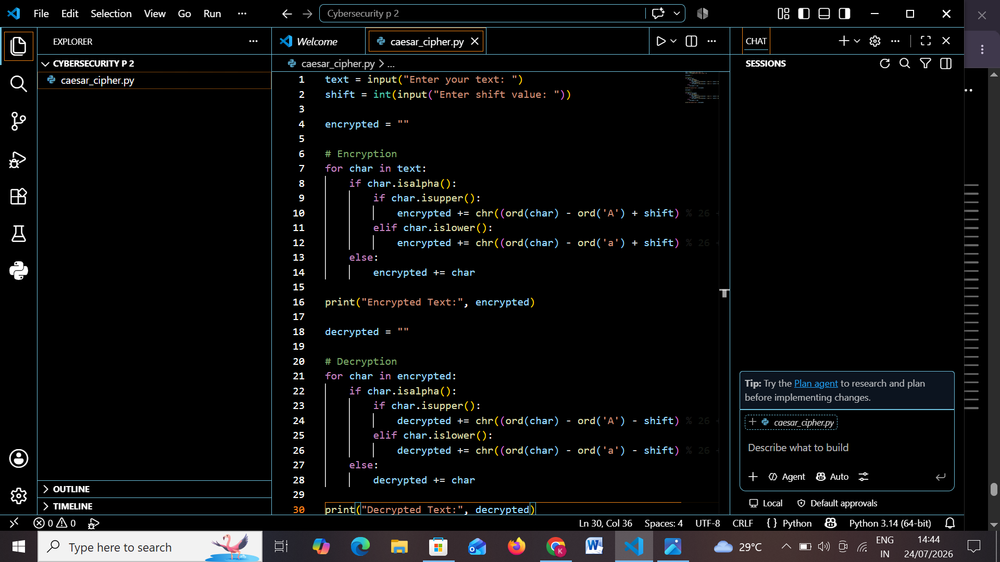 File Edit Selection View Go Run
Cybersecurity p 2
EXPLORER
CYBERSECURITY P 2
caesar_cipher.py
OUTLINE
TIMELINE
Welcome
caesar_cipher.py
caesar_cipher.py > ...
1 text = input("Enter your text: ")
2 shift = int(input("Enter shift value: "))
3
4 encrypted = ""
5
6 # Encryption
7 for char in text:
8 if char.isalpha():
9 if char.isupper():
10 encrypted += chr((ord(char) - ord('A') + shift) % 26 +
11 elif char.islower():
12 encrypted += chr((ord(char) - ord('a') + shift) % 26 +
13 else:
14 encrypted += char
15
16 print("Encrypted Text:", encrypted)
17
18 decrypted = ""
19
20 # Decryption
21 for char in encrypted:
22 if char.isalpha():
23 if char.isupper():
24 decrypted += chr((ord(char) - ord('A') - shift) % 26 +
25 elif char.islower():
26 decrypted += chr((ord(char) - ord('a') - shift) % 26 +
27 else:
28 decrypted += char
29
30 print("Decrypted Text:", decrypted)
CHAT
SESSIONS
Tip: Try the Plan agent to research and plan
before implementing changes.
caesar_cipher.py
Describe what to build
Agent Auto
Local Default approvals
0 0
Ln 30, Col 36 Spaces: 4 UTF-8 CRLF {} Python Python 3.14 (64-bit)
Type here to search
29°C
ENG
IN
14:44
24/07/2026